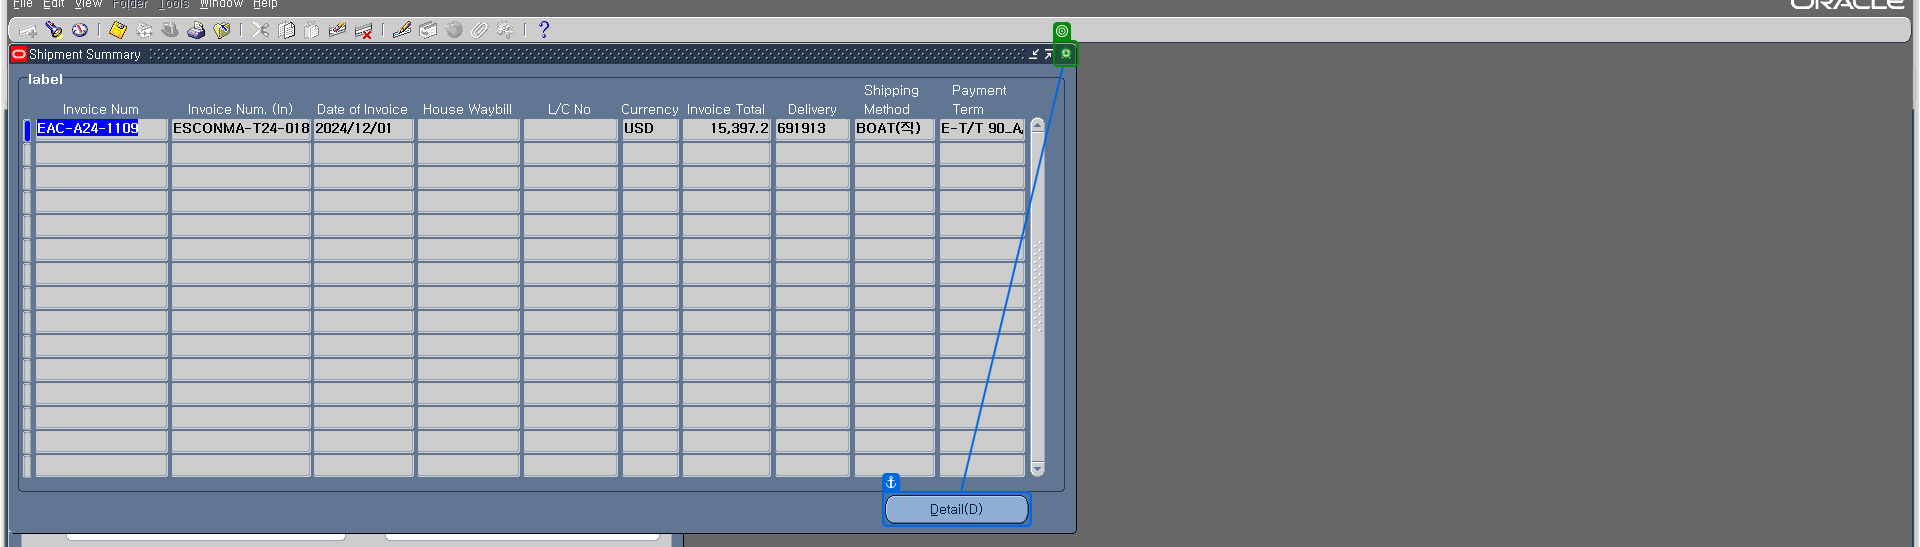 File Edit View Folder Tools Window Help
ORACLE
?
Shipment Summary
label
Invoice Num Invoice Num. (In) Date of Invoice House Waybill L/C No Currency Invoice Total Delivery Shipping Method Payment Term
EAC-A24-1109 ESCONMA-T24-018 2024/12/01 USD 15,397.2 691913 BOAT(직) E-T/T 90_A
Detail(D)